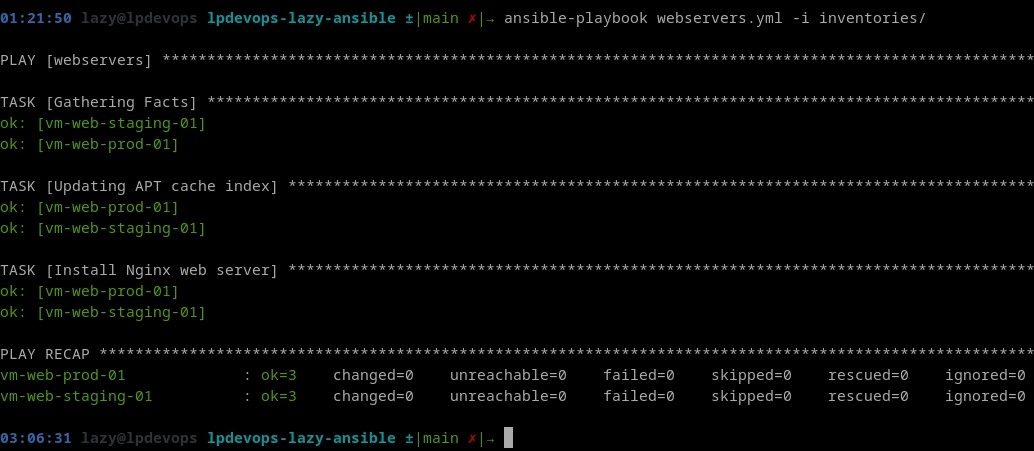 01:21:50 lazy@lpdevops lpdevops-lazy-ansible ±|main ✗|→ ansible-playbook webservers.yml -i inventories/
PLAY [webservers] *************************************************************************************************
TASK [Gathering Facts] ********************************************************************************************
ok: [vm-web-staging-01]
ok: [vm-web-prod-01]
TASK [Updating APT cache index] ***********************************************************************************
ok: [vm-web-prod-01]
ok: [vm-web-staging-01]
TASK [Install Nginx web server] ***********************************************************************************
ok: [vm-web-prod-01]
ok: [vm-web-staging-01]
PLAY RECAP ********************************************************************************************************
vm-web-prod-01             : ok=3    changed=0    unreachable=0    failed=0    skipped=0    rescued=0    ignored=0
vm-web-staging-01          : ok=3    changed=0    unreachable=0    failed=0    skipped=0    rescued=0    ignored=0
03:06:31 lazy@lpdevops lpdevops-lazy-ansible ±|main ✗|→